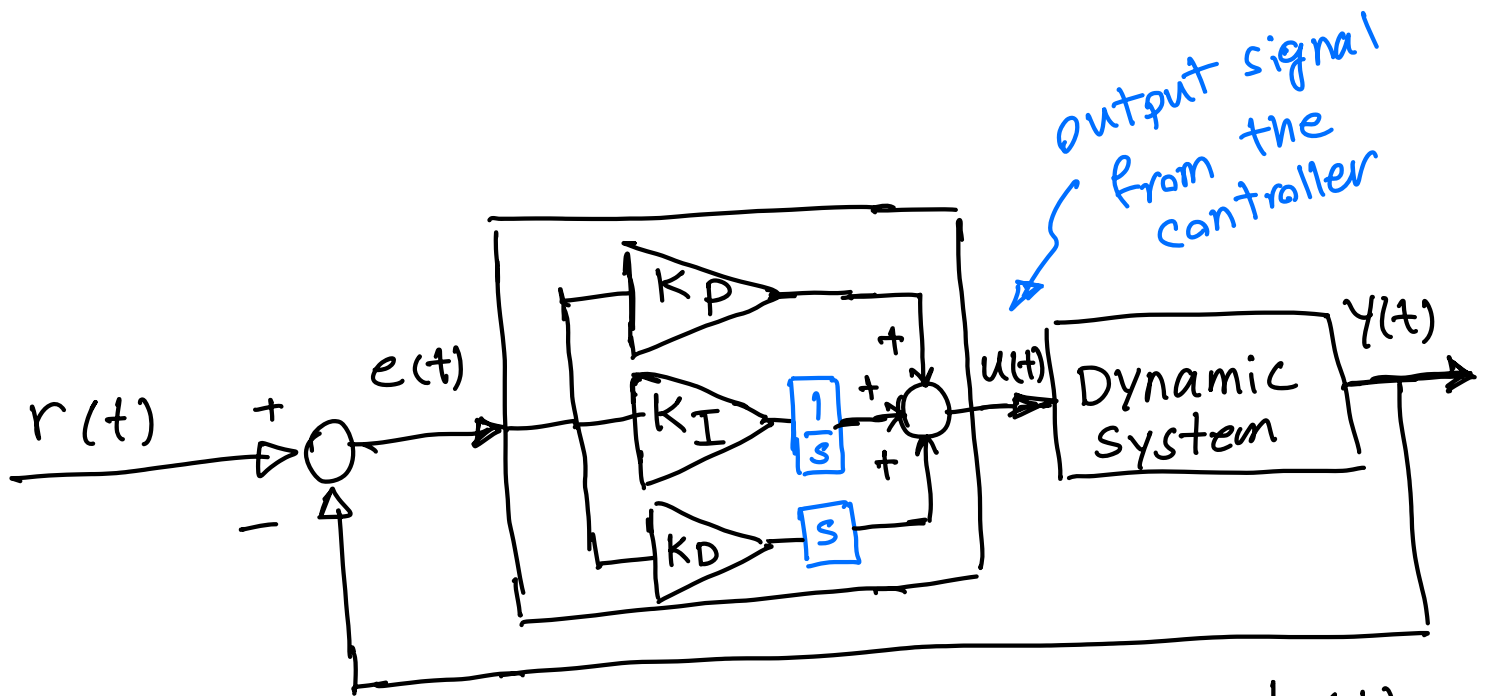 output signal
from the
controller
Kp
+
e(t)
u(t)
y(t)
r(t)
+
KI
1
s
+
Dynamic
system
+
-
KD
s